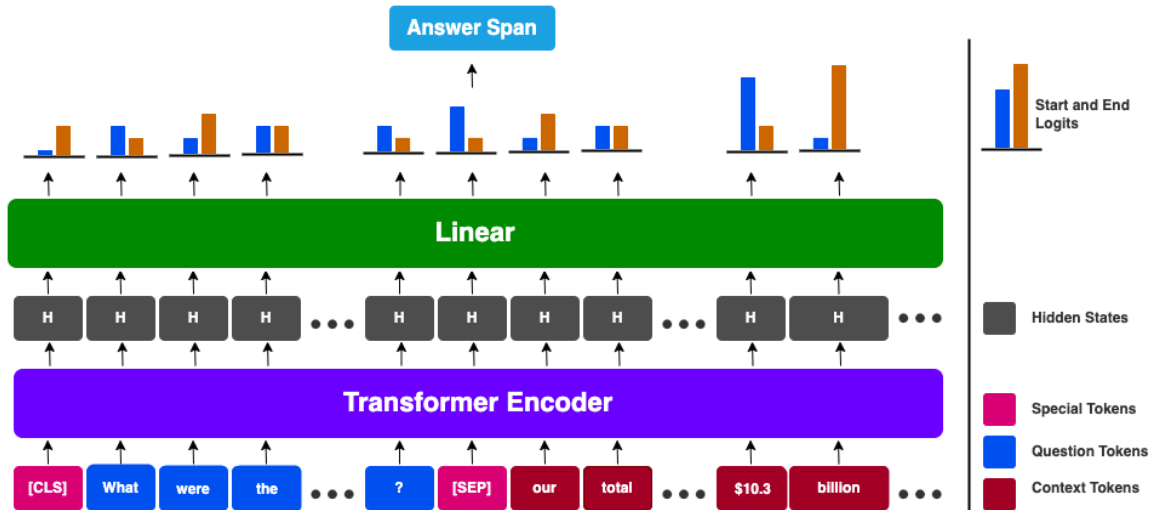 Answer Span
Start and End
Logits
Linear
H H H H H H H H H H
Hidden States
Transformer Encoder
Special Tokens
Question Tokens
[CLS] What were the ? [SEP] our total $10.3 billion
Context Tokens